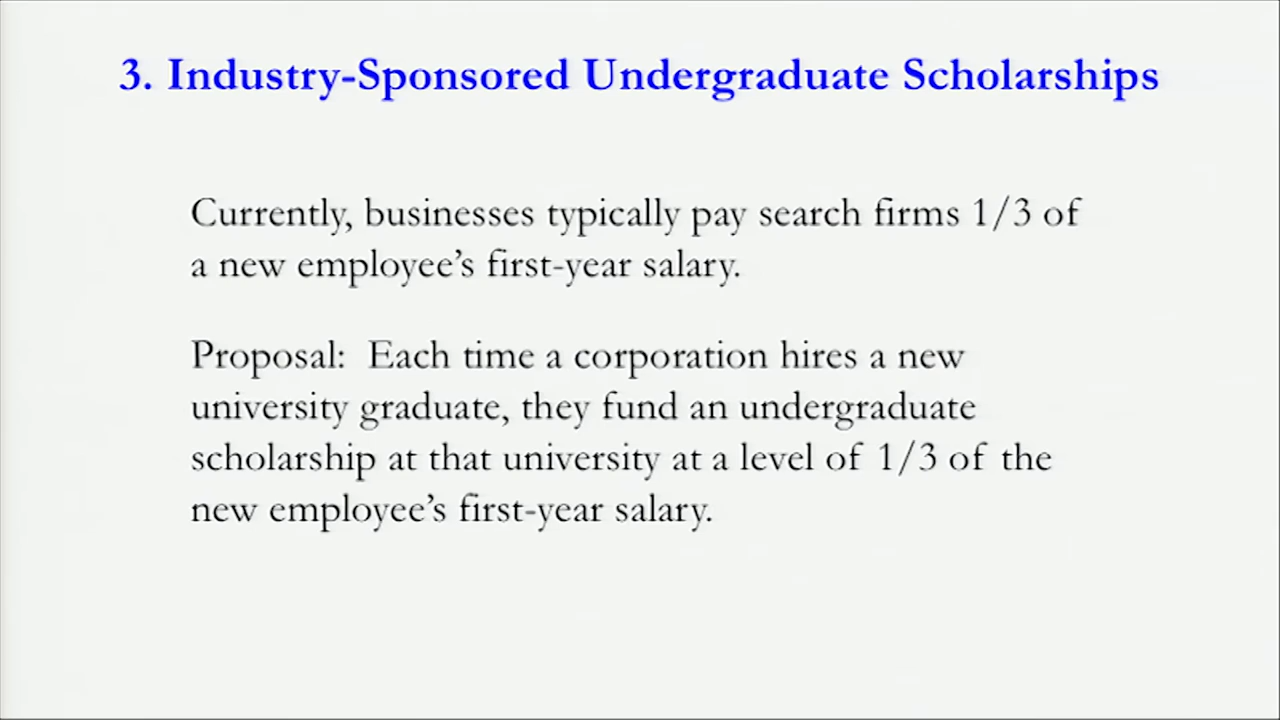 3. Industry-Sponsored Undergraduate Scholarships
Currently, businesses typically pay search firms 1/3 of
a new employee’s first-year salary.
Proposal:  Each time a corporation hires a new
university graduate, they fund an undergraduate
scholarship at that university at a level of 1/3 of the
new employee’s first-year salary.